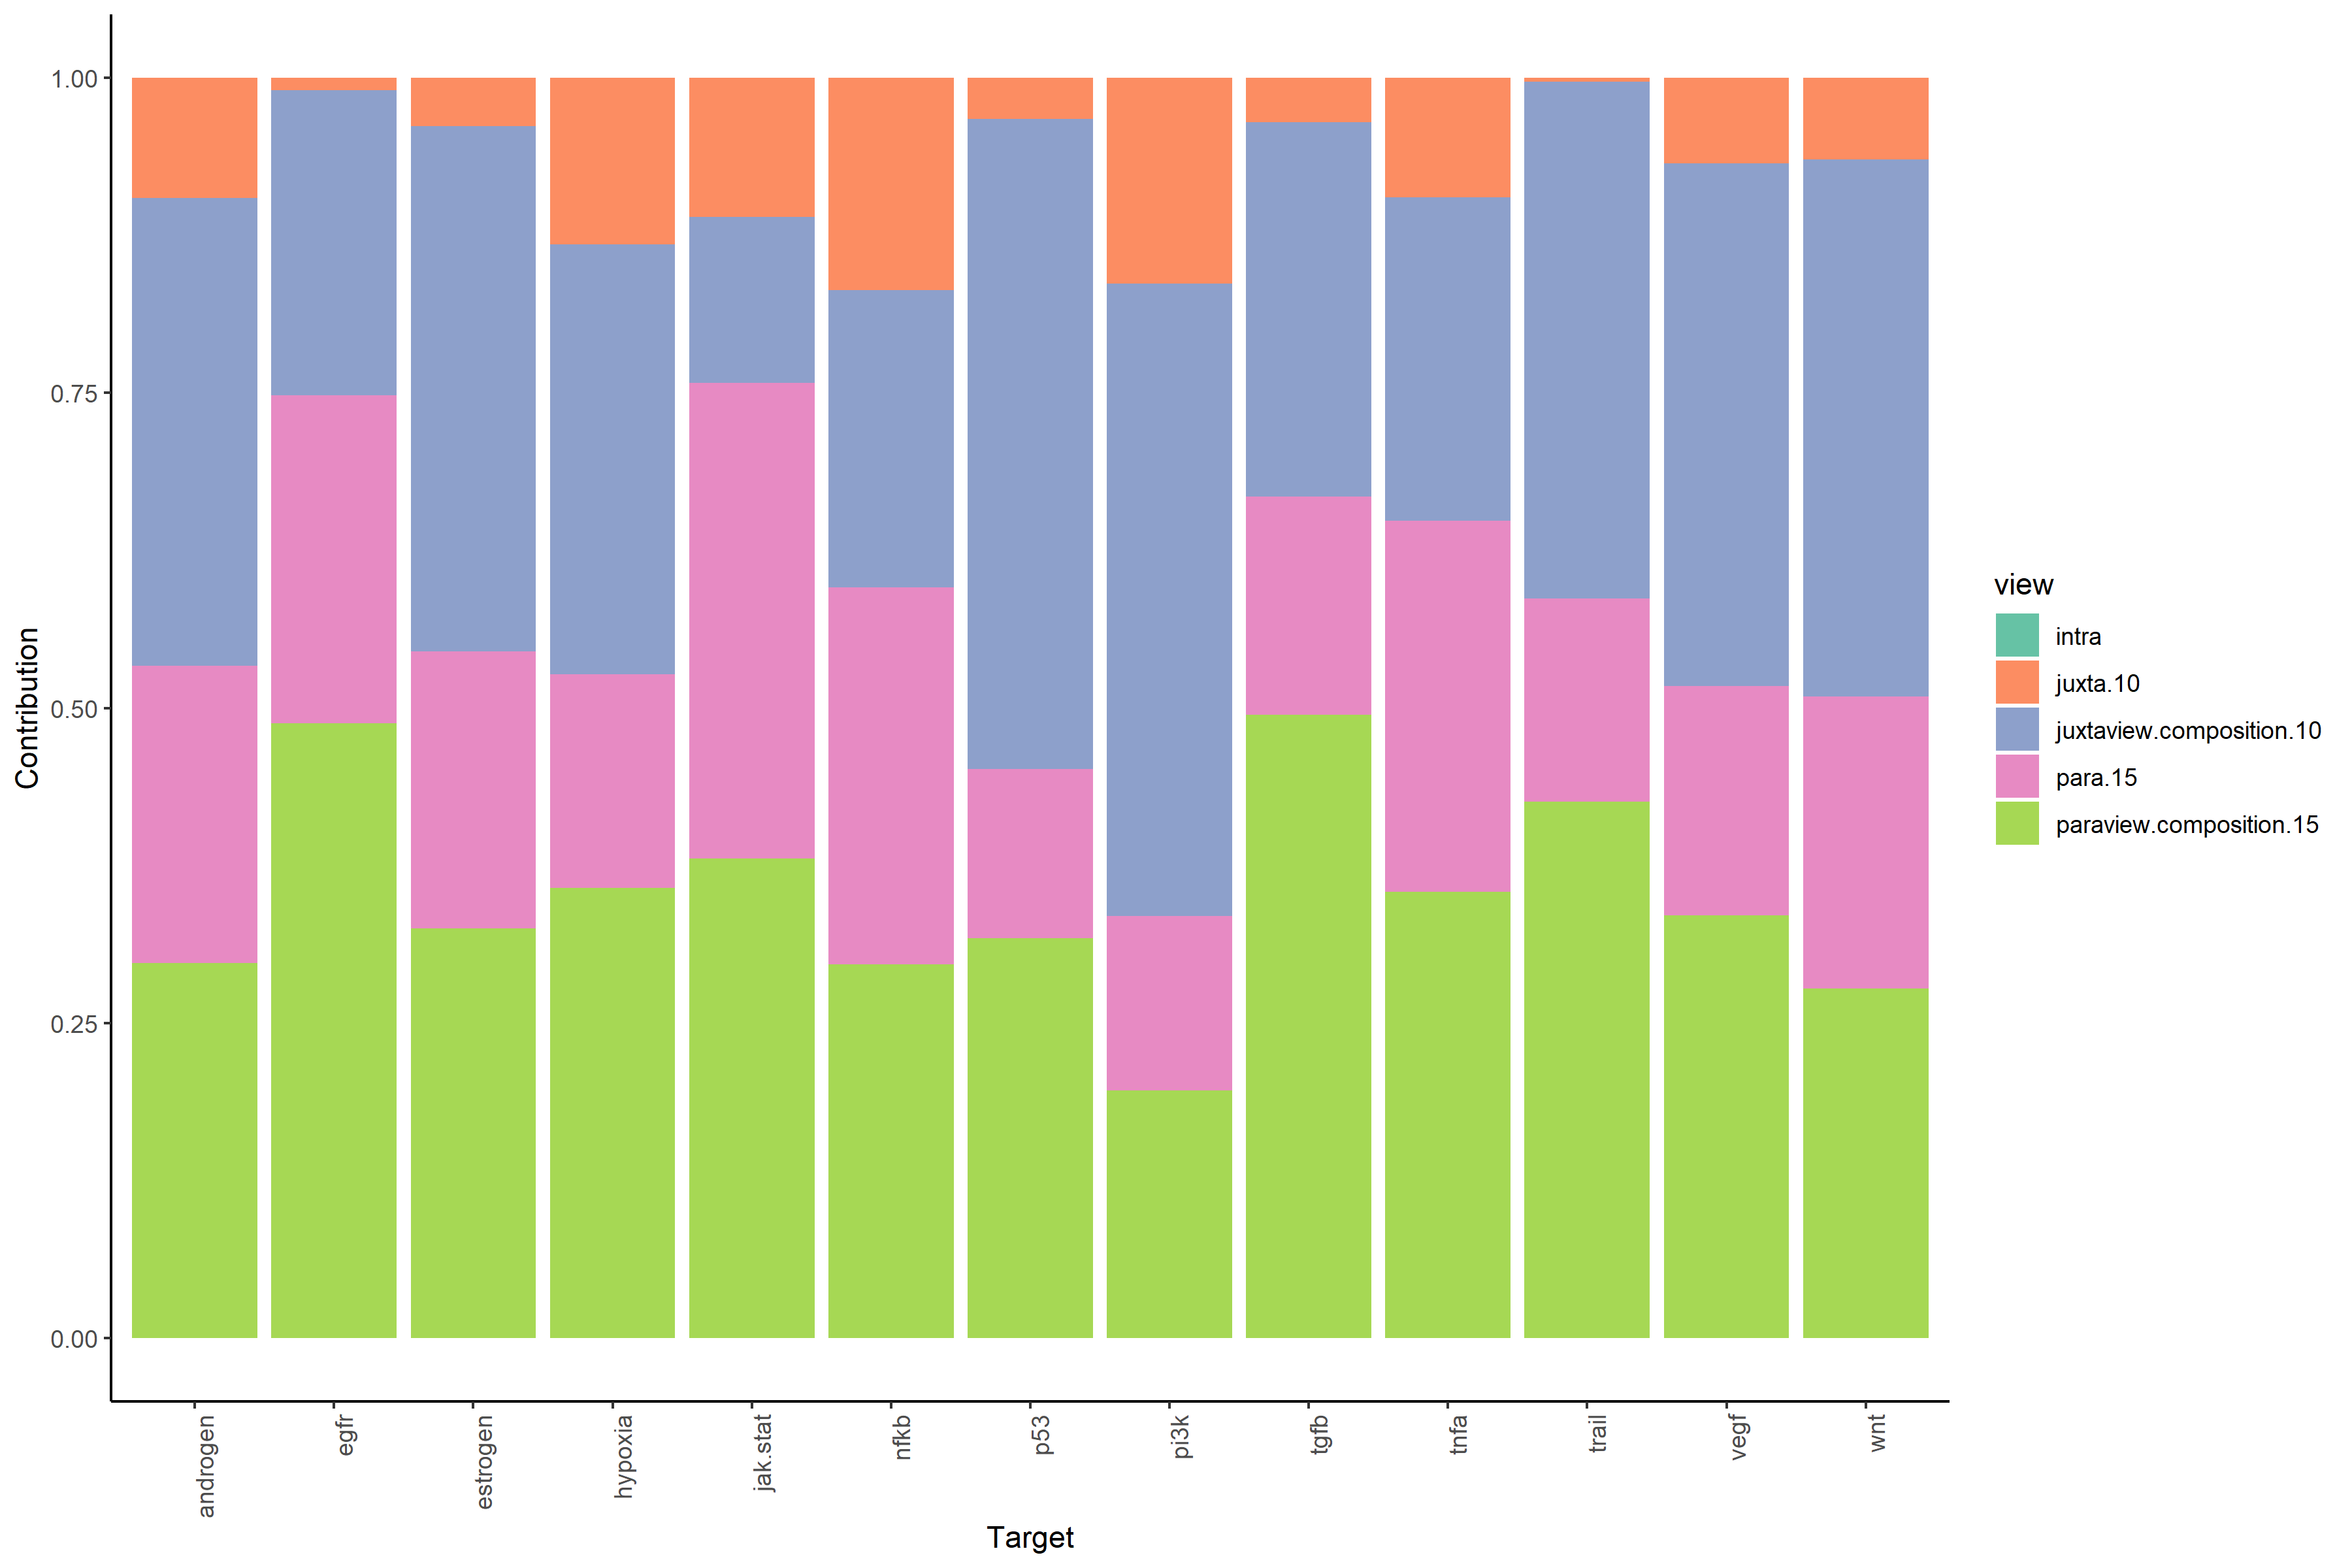 1.00
0.75
0.50
0.25
0.00
Contribution
androgen
egfr
estrogen
hypoxia
jak.stat
nfkb
p53
pi3k
tgfb
tnfa
trail
vegf
wnt
Target
view
intra
juxta.10
juxtaview.composition.10
para.15
paraview.composition.15